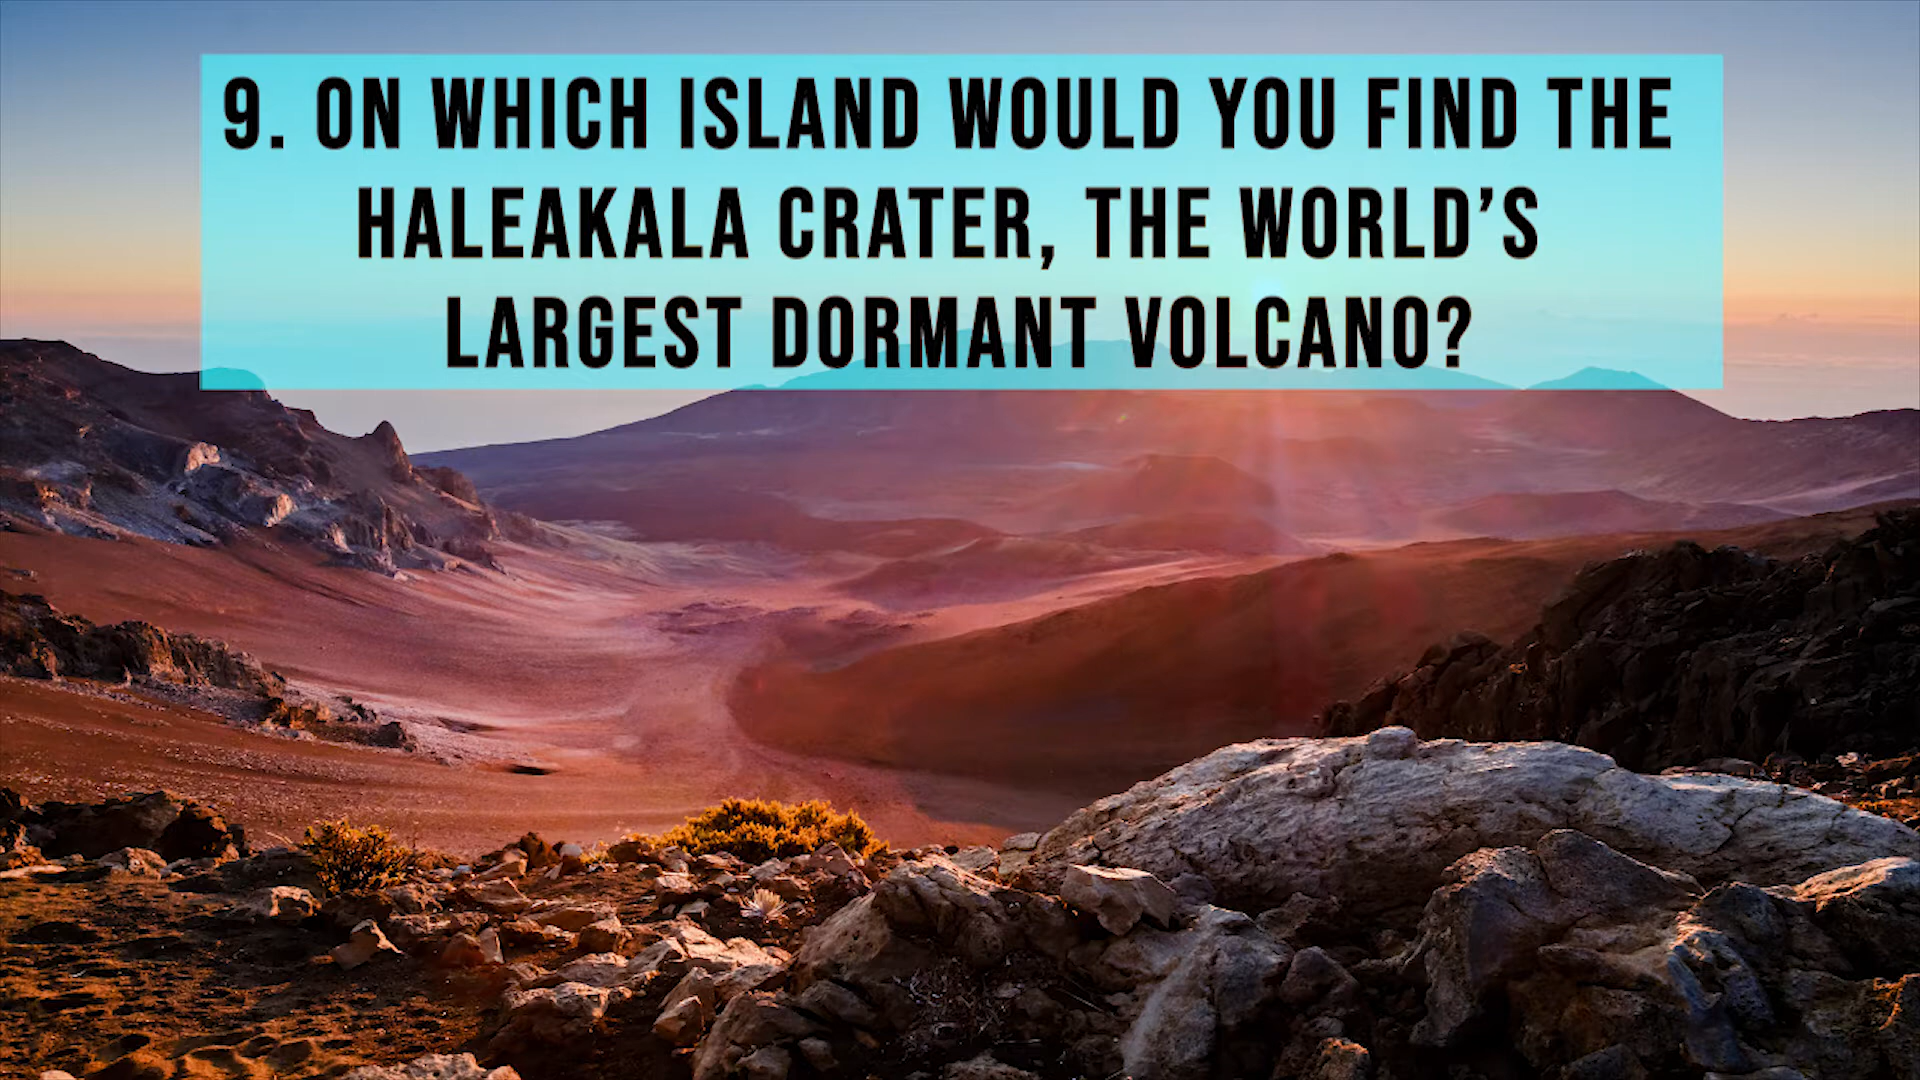 9. ON WHICH ISLAND WOULD YOU FIND THE
HALEAKALA CRATER, THE WORLD’S
LARGEST DORMANT VOLCANO?